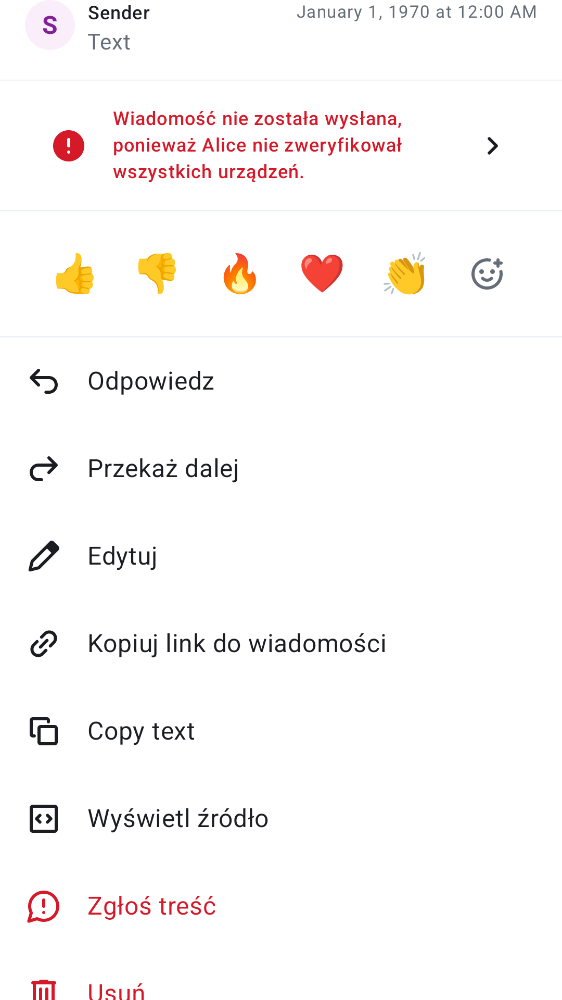 S
Sender
January 1, 1970 at 12:00 AM
Text
Wiadomość nie została wysłana,
ponieważ Alice nie zweryfikował
wszystkich urządzeń.
Odpowiedz
Przekaż dalej
Edytuj
Kopiuj link do wiadomości
Copy text
Wyświetl źródło
Zgłoś treść
Usuń